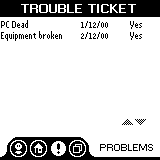 TROUBLE TICKET
PC Dead 1/12/00 Yes
Equipment broken 2/12/00 Yes
PROBLEMS